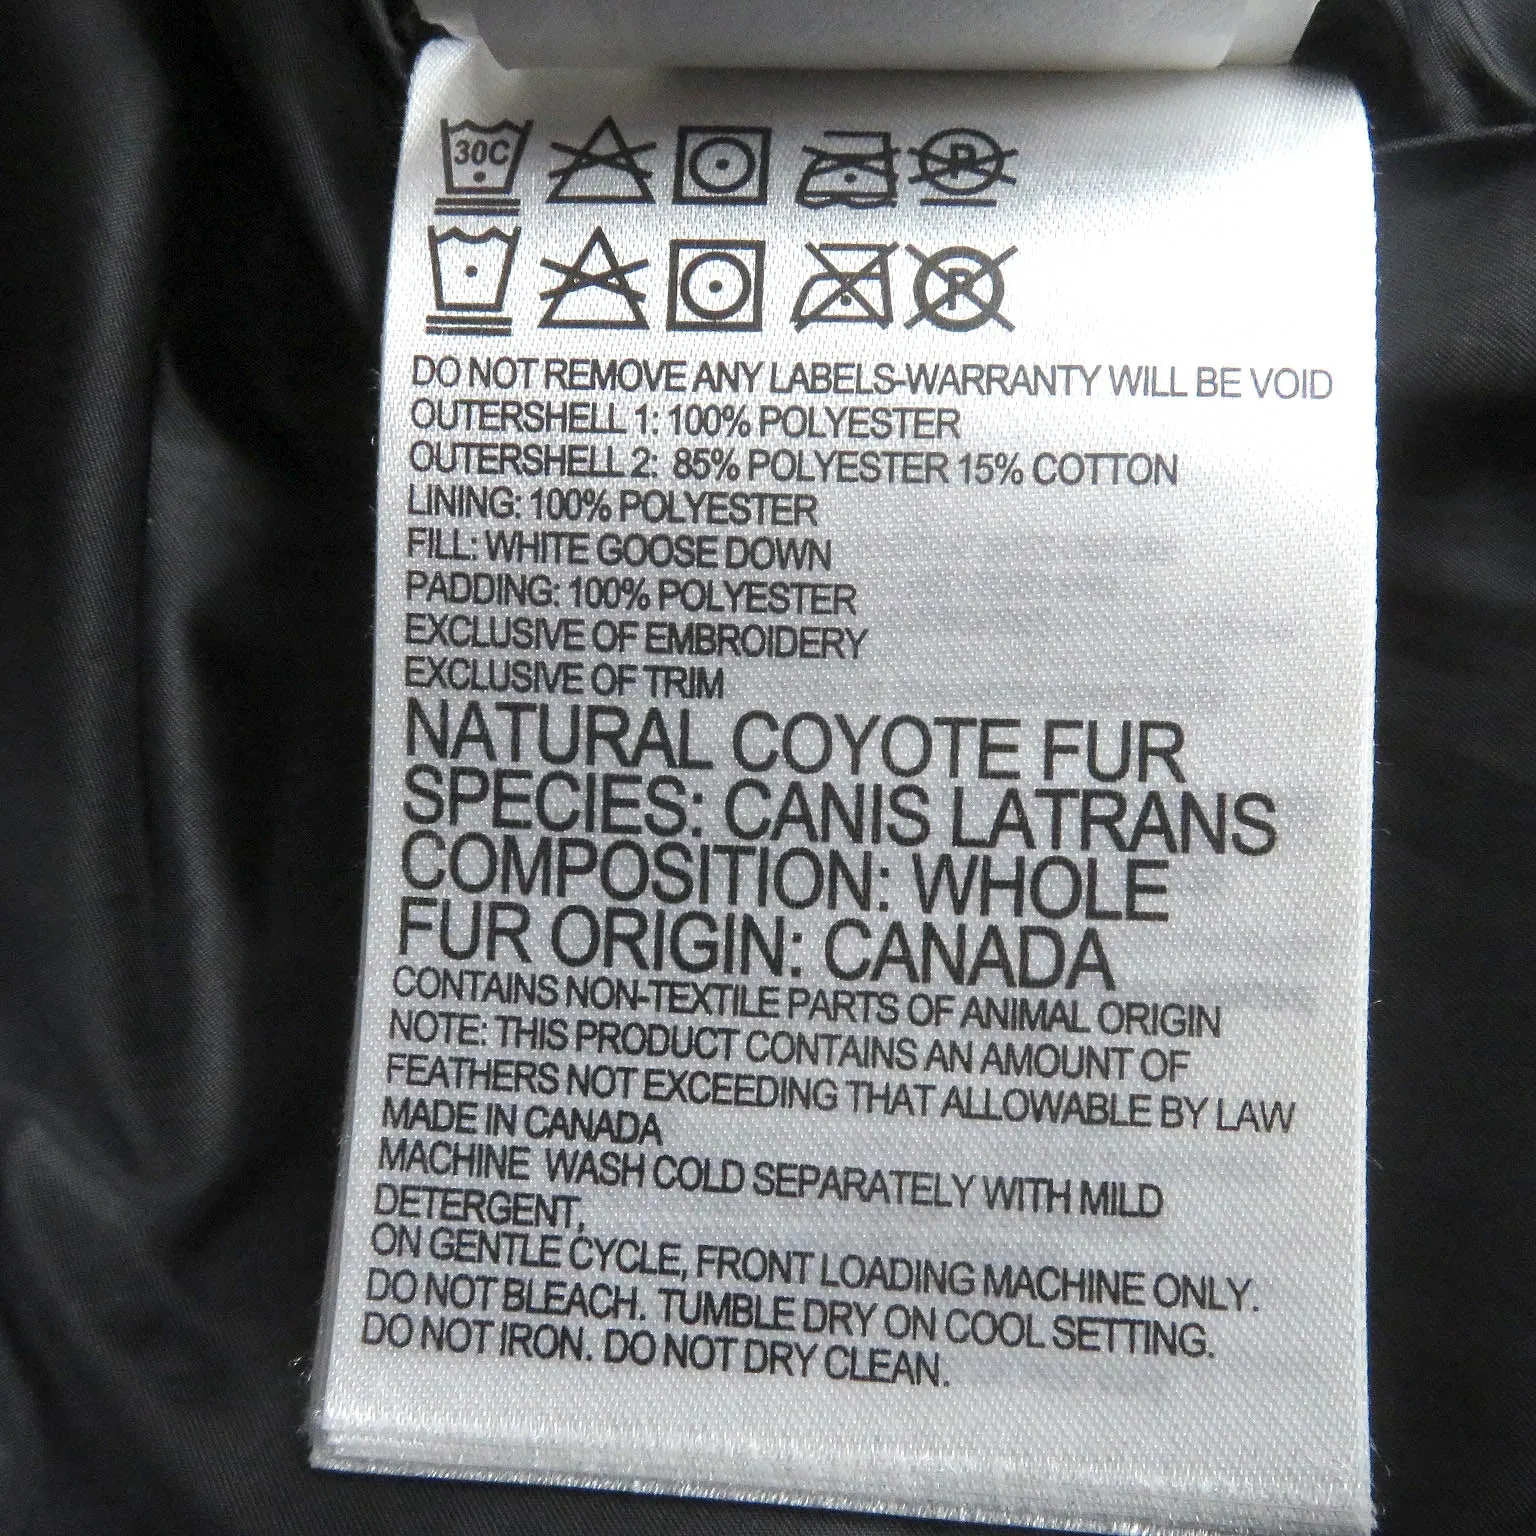 30C
P
P
DO NOT REMOVE ANY LABELS-WARRANTY WILL BE VOID
OUTERSHELL 1: 100% POLYESTER
OUTERSHELL 2: 85% POLYESTER 15% COTTON
LINING: 100% POLYESTER
FILL: WHITE GOOSE DOWN
PADDING: 100% POLYESTER
EXCLUSIVE OF EMBROIDERY
EXCLUSIVE OF TRIM
NATURAL COYOTE FUR
SPECIES: CANIS LATRANS
COMPOSITION: WHOLE
FUR ORIGIN: CANADA
CONTAINS NON-TEXTILE PARTS OF ANIMAL ORIGIN
NOTE: THIS PRODUCT CONTAINS AN AMOUNT OF
FEATHERS NOT EXCEEDING THAT ALLOWABLE BY LAW
MADE IN CANADA
MACHINE WASH COLD SEPARATELY WITH MILD
DETERGENT,
ON GENTLE CYCLE, FRONT LOADING MACHINE ONLY.
DO NOT BLEACH. TUMBLE DRY ON COOL SETTING.
DO NOT IRON. DO NOT DRY CLEAN.